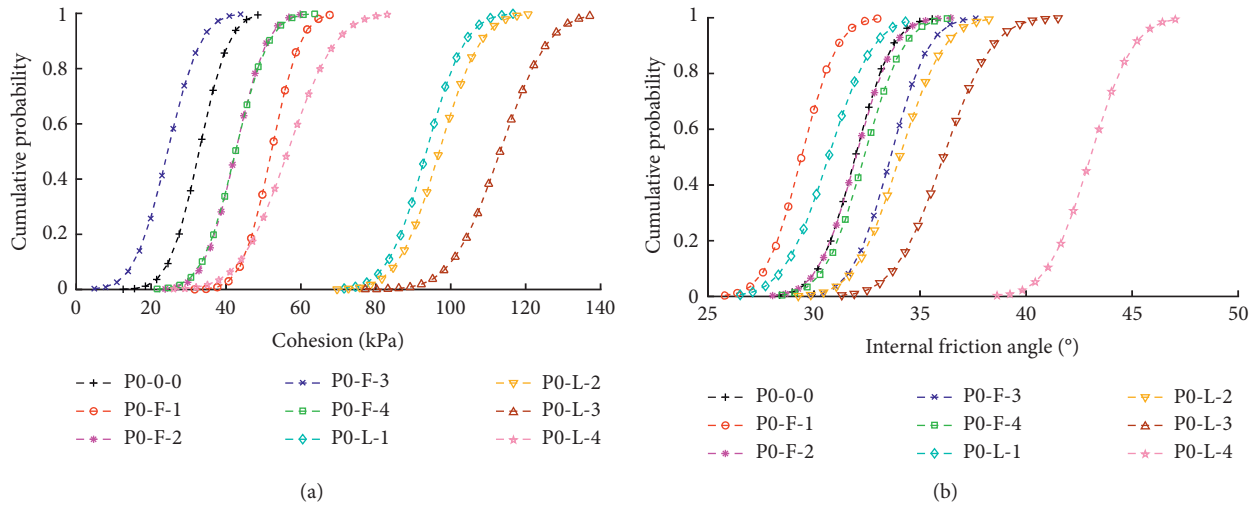 1
0.8
0.6
0.4
0.2
0
Cumulative probability
0 20 40 60 80 100 120 140
Cohesion (kPa)
P0-0-0 P0-F-3 P0-L-2
P0-F-1 P0-F-4 P0-L-3
P0-F-2 P0-L-1 P0-L-4
(a)
1
0.8
0.6
0.4
0.2
0
Cumulative probability
25 30 35 40 45 50
Internal friction angle (°)
P0-0-0 P0-F-3 P0-L-2
P0-F-1 P0-F-4 P0-L-3
P0-F-2 P0-L-1 P0-L-4
(b)